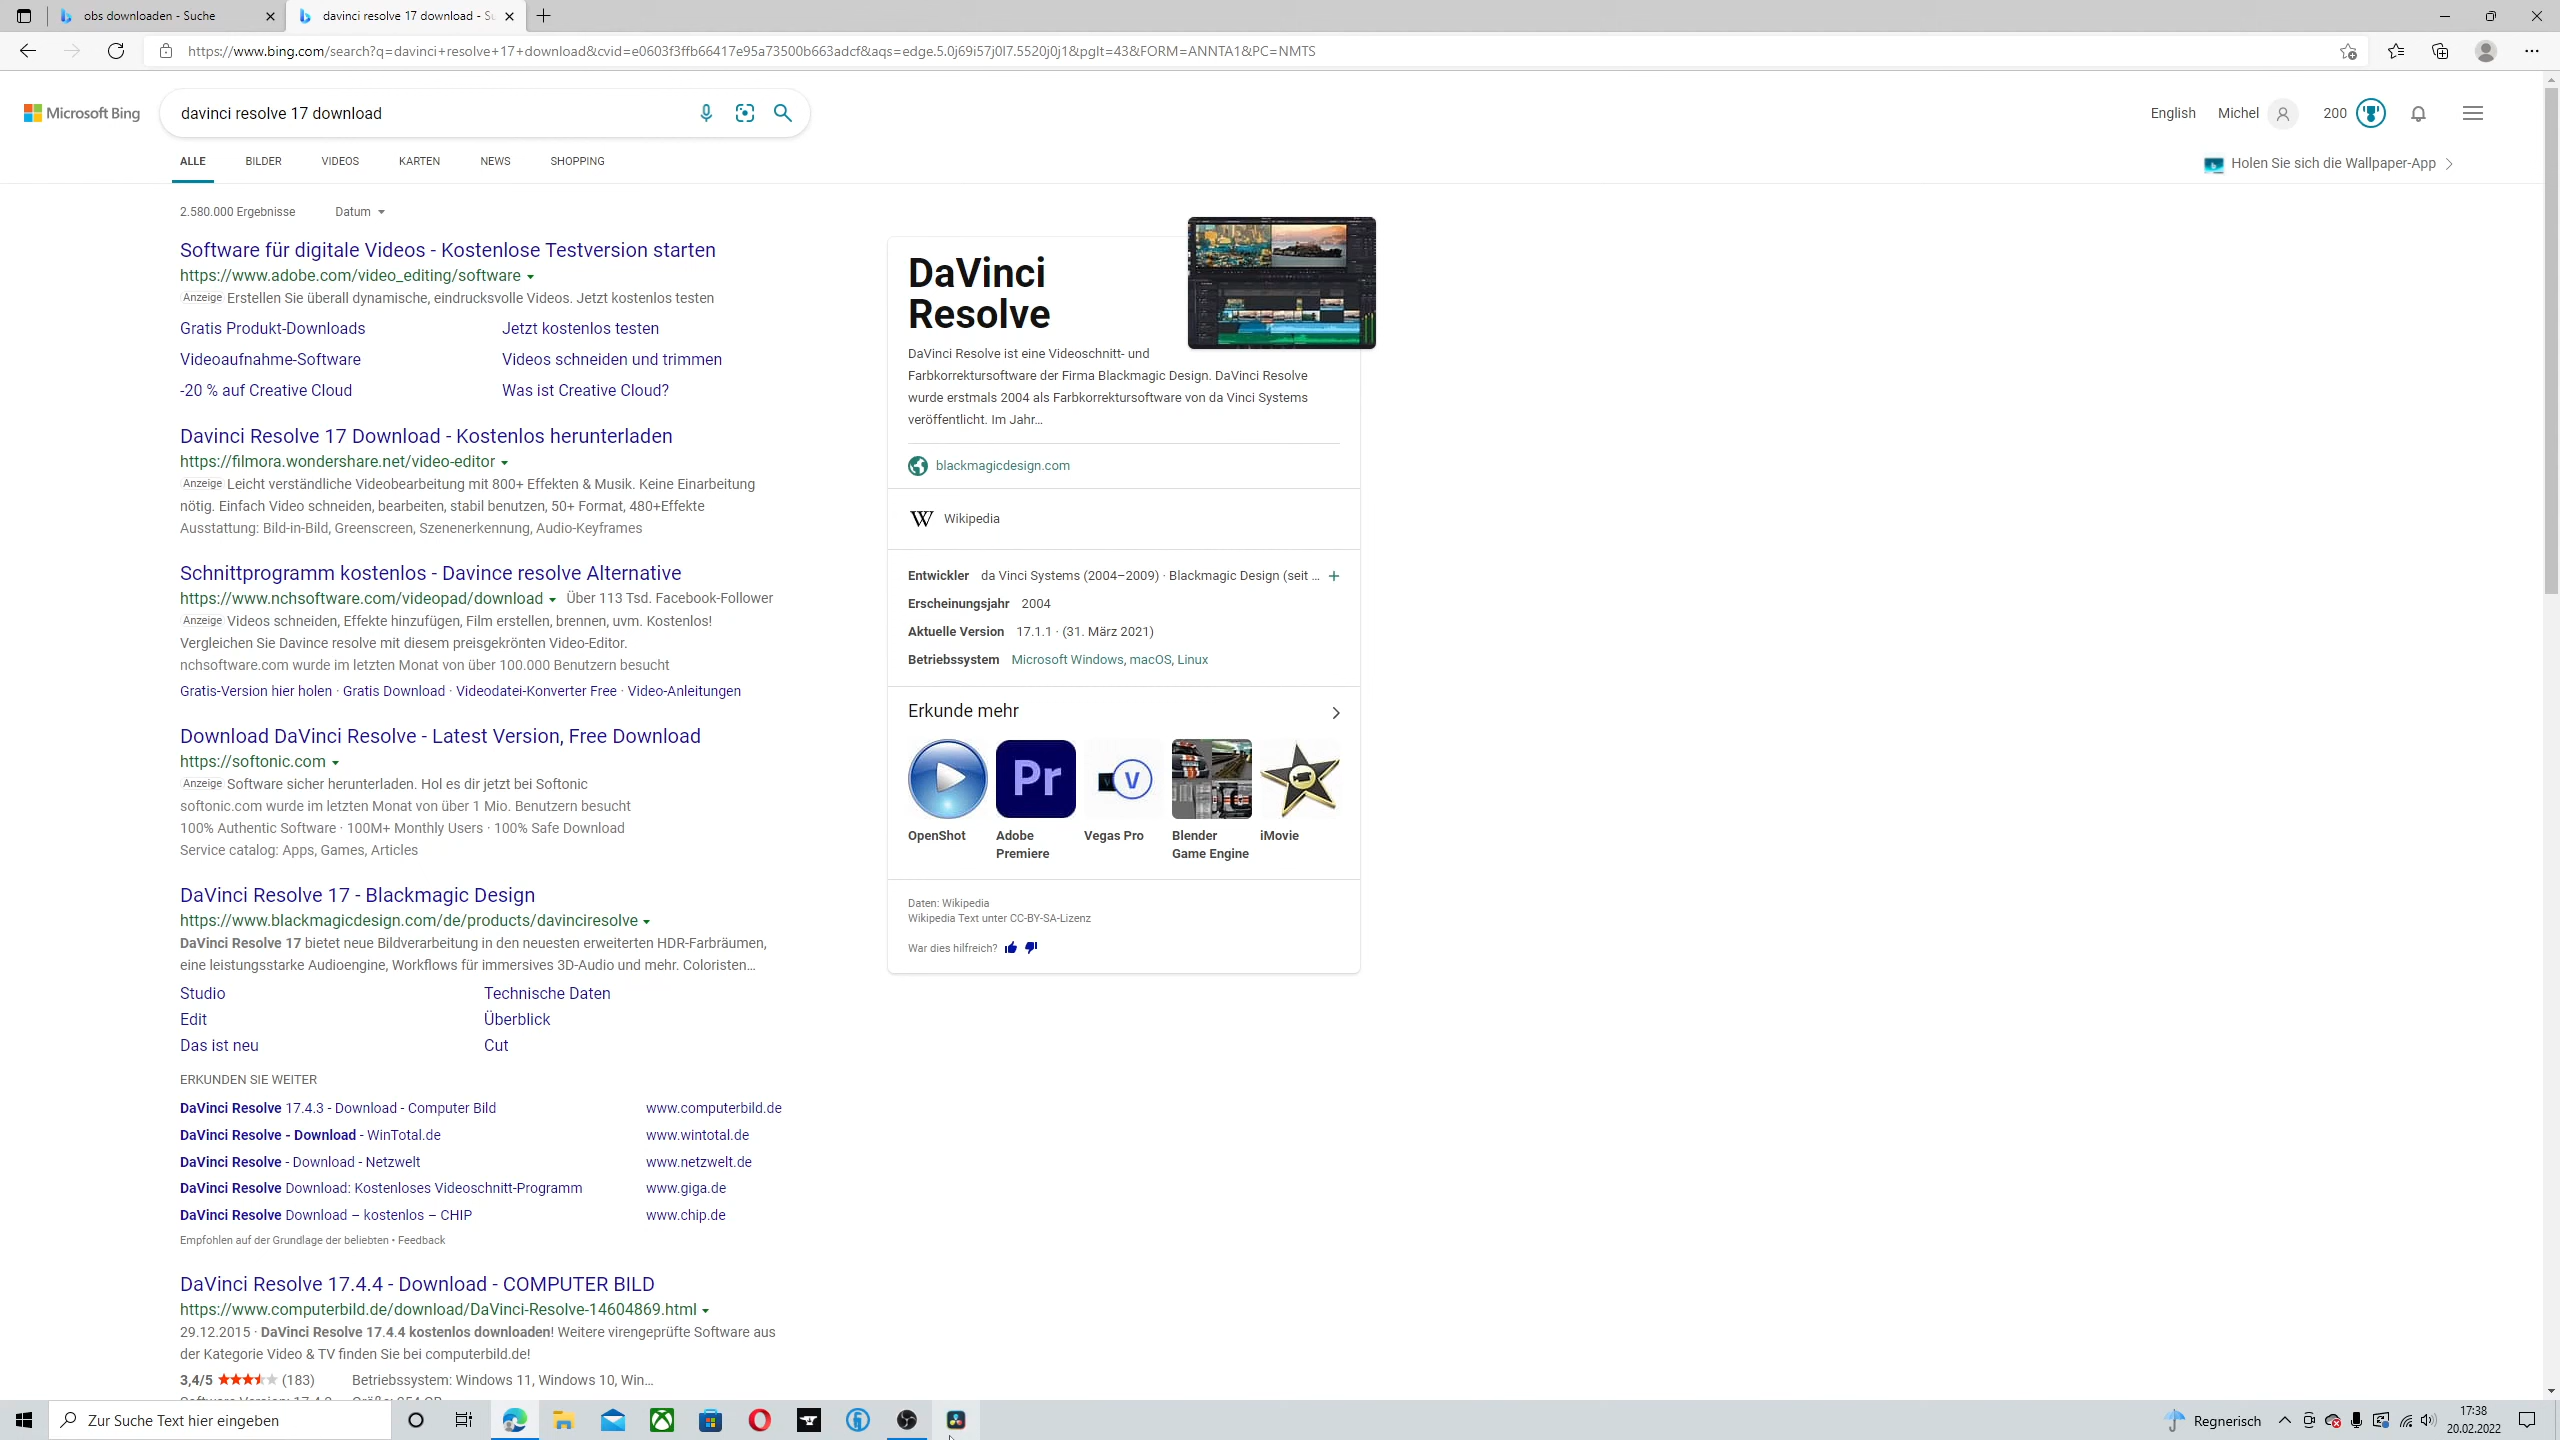 obs downloaden - Suche
davinci resolve 17 download - Su
https://www.bing.com/search?q=davinci+resolve+17+download&cvid=e0603f3ffb66417e95a73500b663adcf&aqs=edge.5.0j69i57j0l7.5520j0j1&pglt=43&FORM=ANNTA1&PC=NMTS
Microsoft Bing
davinci resolve 17 download
English Michel 200
ALLE BILDER VIDEOS KARTEN NEWS SHOPPING
Holen Sie sich die Wallpaper-App
2.580.000 Ergebnisse Datum
Software für digitale Videos - Kostenlose Testversion starten
https://www.adobe.com/video_editing/software
Anzeige Erstellen Sie überall dynamische, eindrucksvolle Videos. Jetzt kostenlos testen
Gratis Produkt-Downloads Jetzt kostenlos testen
Videoaufnahme-Software Videos schneiden und trimmen
-20 % auf Creative Cloud Was ist Creative Cloud?
Davinci Resolve 17 Download - Kostenlos herunterladen
https://filmora.wondershare.net/video-editor
Anzeige Leicht verständliche Videobearbeitung mit 800+ Effekten & Musik. Keine Einarbeitung
nötig. Einfach Video schneiden, bearbeiten, stabil benutzen, 50+ Format, 480+Effekte
Ausstattung: Bild-in-Bild, Greenscreen, Szenenerkennung, Audio-Keyframes
Schnittprogramm kostenlos - Davince resolve Alternative
https://www.nchsoftware.com/videopad/download Über 113 Tsd. Facebook-Follower
Anzeige Videos schneiden, Effekte hinzufügen, Film erstellen, brennen, uvm. Kostenlos!
Vergleichen Sie Davince resolve mit diesem preisgekrönten Video-Editor.
nchsoftware.com wurde im letzten Monat von über 100.000 Benutzern besucht
Gratis-Version hier holen · Gratis Download · Videodatei-Konverter Free · Video-Anleitungen
Download DaVinci Resolve - Latest Version, Free Download
https://softonic.com
Anzeige Software sicher herunterladen. Hol es dir jetzt bei Softonic
softonic.com wurde im letzten Monat von über 1 Mio. Benutzern besucht
100% Authentic Software · 100M+ Monthly Users · 100% Safe Download
Service catalog: Apps, Games, Articles
DaVinci Resolve 17 - Blackmagic Design
https://www.blackmagicdesign.com/de/products/davinciresolve
DaVinci Resolve 17 bietet neue Bildverarbeitung in den neuesten erweiterten HDR-Farbräumen,
eine leistungsstarke Audioengine, Workflows für immersives 3D-Audio und mehr. Coloristen...
Studio Technische Daten
Edit Überblick
Das ist neu Cut
ERKUNDEN SIE WEITER
DaVinci Resolve 17.4.3 - Download - Computer Bild www.computerbild.de
DaVinci Resolve - Download - WinTotal.de www.wintotal.de
DaVinci Resolve - Download - Netzwelt www.netzwelt.de
DaVinci Resolve Download: Kostenloses Videoschnitt-Programm www.giga.de
DaVinci Resolve Download – kostenlos – CHIP www.chip.de
Empfohlen auf der Grundlage der beliebten • Feedback
DaVinci Resolve 17.4.4 - Download - COMPUTER BILD
https://www.computerbild.de/download/DaVinci-Resolve-14604869.html
29.12.2015 · DaVinci Resolve 17.4.4 kostenlos downloaden! Weitere virengeprüfte Software aus
der Kategorie Video & TV finden Sie bei computerbild.de!
3,4/5 (183) Betriebssystem: Windows 11, Windows 10, Win...
DaVinci
Resolve
DaVinci Resolve ist eine Videoschnitt- und
Farbkorrektursoftware der Firma Blackmagic Design. DaVinci Resolve
wurde erstmals 2004 als Farbkorrektursoftware von da Vinci Systems
veröffentlicht. Im Jahr...
blackmagicdesign.com
Wikipedia
Entwickler da Vinci Systems (2004–2009) · Blackmagic Design (seit ...
Erscheinungsjahr 2004
Aktuelle Version 17.1.1 · (31. März 2021)
Betriebssystem Microsoft Windows, macOS, Linux
Erkunde mehr
Pr
V
OpenShot
Adobe Premiere
Vegas Pro
Blender Game Engine
iMovie
Daten: Wikipedia
Wikipedia Text unter CC-BY-SA-Lizenz
War dies hilfreich?
Zur Suche Text hier eingeben
Regnerisch
17:38
20.02.2022